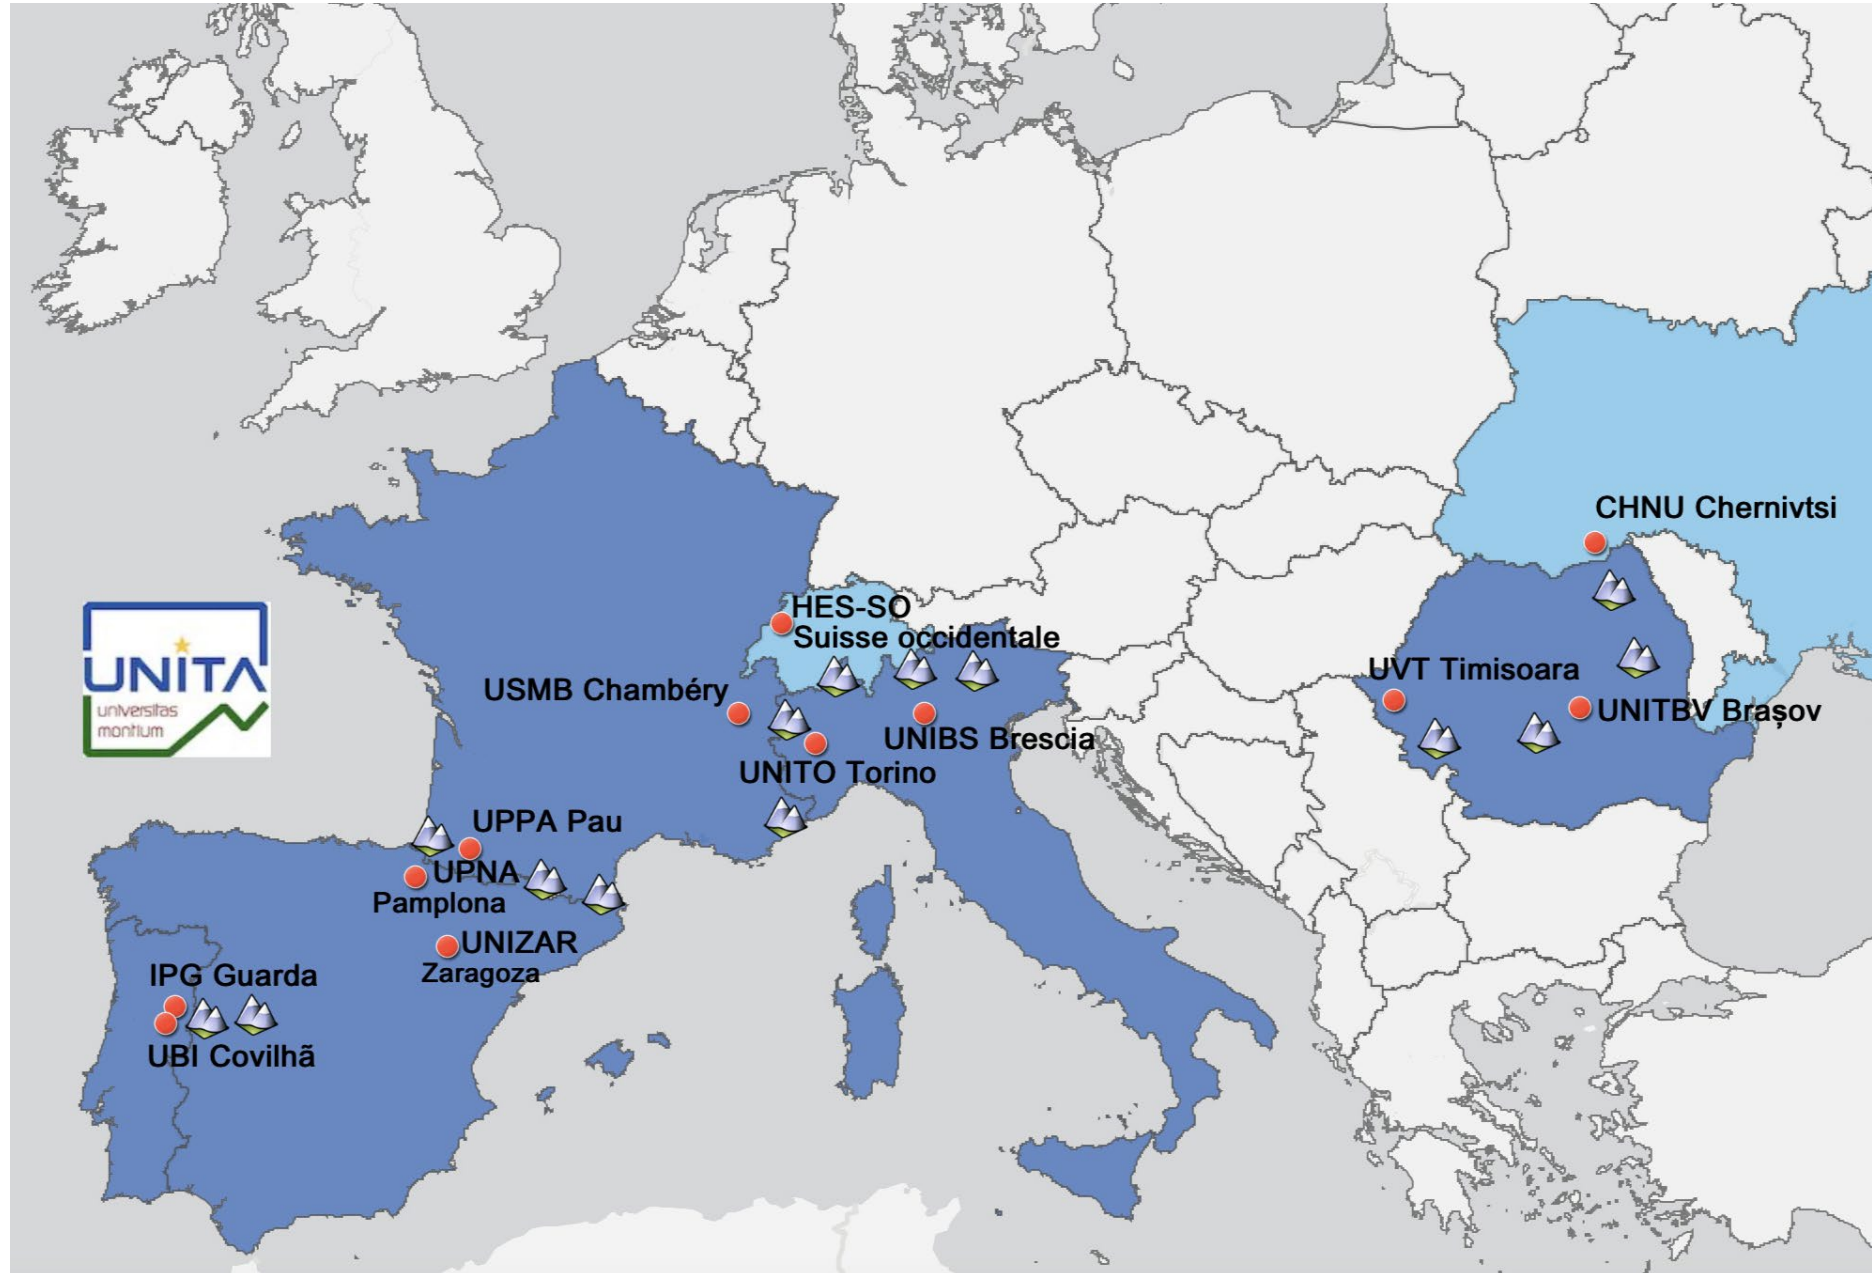 CHNU Chernivtsi
HES-SO
Suisse occidentale
USMB Chambéry
UVT Timisoara
UNITBV Brașov
UNIBS Brescia
UNITO Torino
UNITA
universitas
montium
UPPA Pau
UPNA
Pamplona
UNIZAR
Zaragoza
IPG Guarda
UBI Covilhã